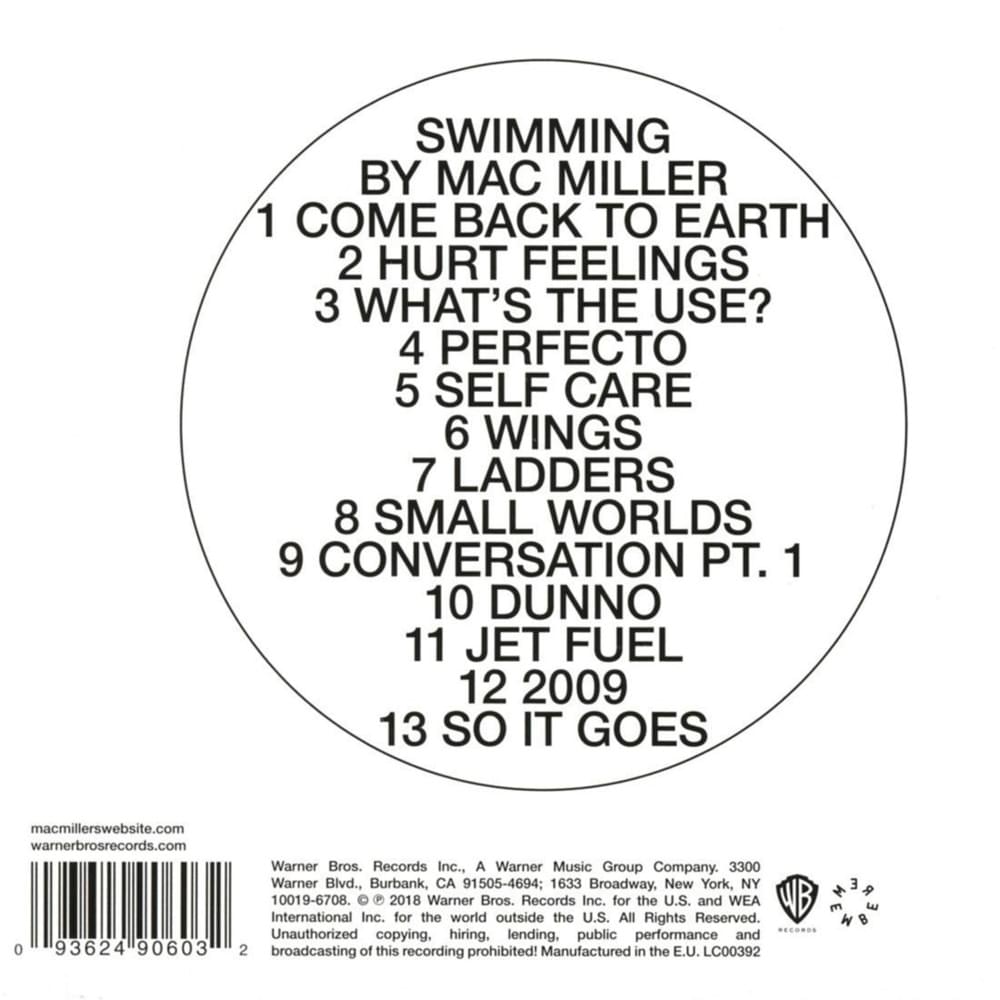 SWIMMING
BY MAC MILLER
1 COME BACK TO EARTH
2 HURT FEELINGS
3 WHAT'S THE USE?
4 PERFECTO
5 SELF CARE
6 WINGS
7 LADDERS
8 SMALL WORLDS
9 CONVERSATION PT. 1
10 DUNNO
11 JET FUEL
12 2009
13 SO IT GOES
macmillerswebsite.com
warnerbrosrecords.com
0 93624 90603 2
Warner Bros. Records Inc., A Warner Music Group Company. 3300
Warner Blvd., Burbank, CA 91505-4694; 1633 Broadway, New York, NY
10019-6708. © ℗ 2018 Warner Bros. Records Inc. for the U.S. and WEA
International Inc. for the world outside the U.S. All Rights Reserved.
Unauthorized copying, hiring, lending, public performance and
broadcasting of this recording prohibited! Manufactured in the E.U. LC00392
WB
RECORDS
REMEMBER